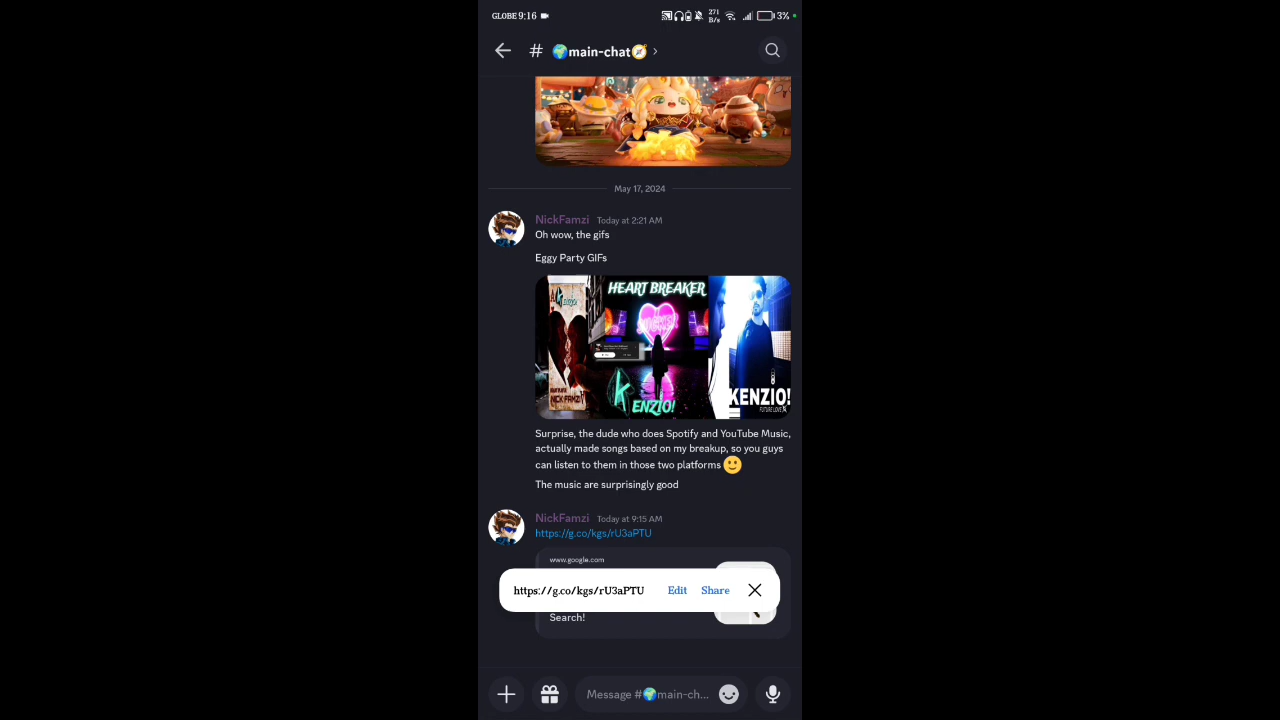 GLOBE 9:16
271 B/s
3%
# 🌍main-chat🧭 ›
May 17, 2024
NickFamzi Today at 2:21 AM
Oh wow, the gifs
Eggy Party GIFs
HEART BREAKER
NICK FAMZI
ENZIO!
KENZIO!
FUTURE LOVE
Surprise, the dude who does Spotify and YouTube Music,
actually made songs based on my breakup, so you guys
can listen to them in those two platforms 🙂
The music are surprisingly good
NickFamzi Today at 9:15 AM
https://g.co/kgs/rU3aPTU
www.google.com
https://g.co/kgs/rU3aPTU Edit Share
Search!
Message #🌍main-ch...